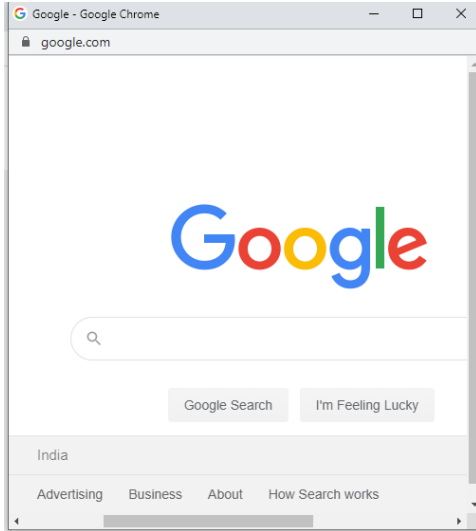 Google - Google Chrome
google.com
Google
Google Search I'm Feeling Lucky
India
Advertising Business About How Search works